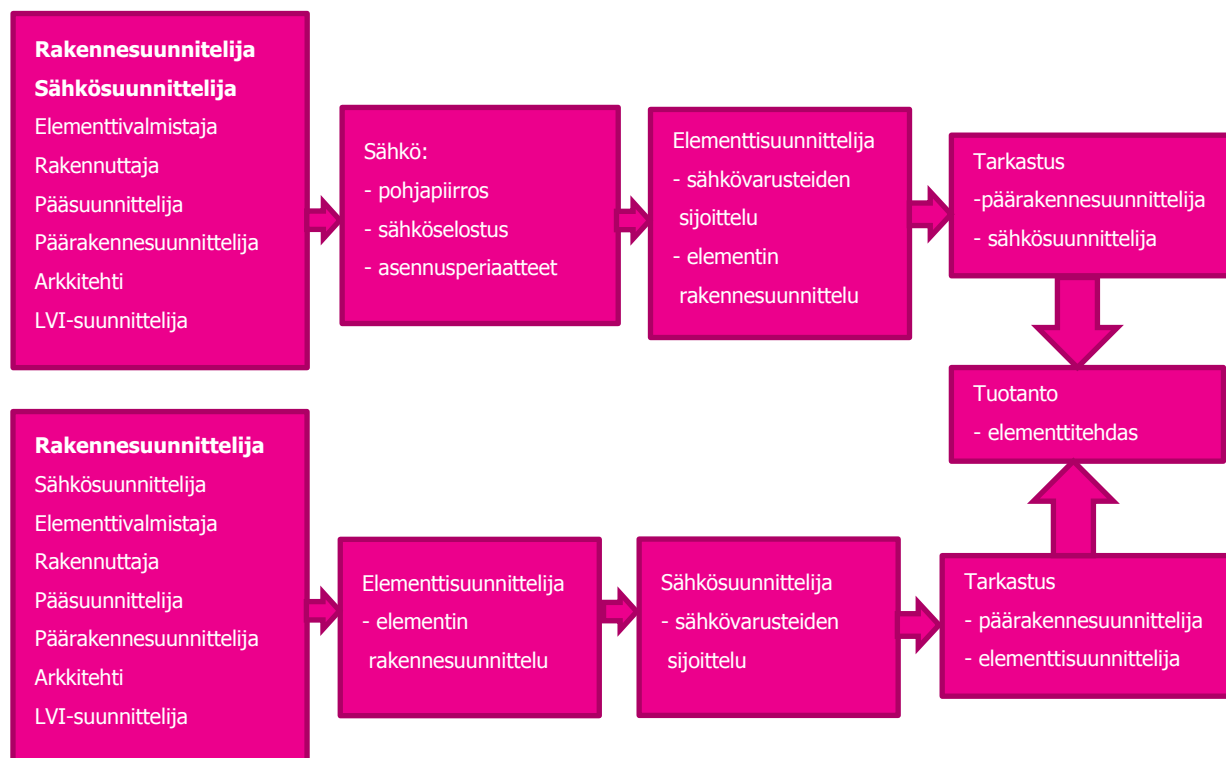 Rakennesuunnitelija
Sähkösuunnittelija
Elementtivalmistaja
Rakennuttaja
Pääsuunnittelija
Päärakennesuunnittelija
Arkkitehti
LVI-suunnittelija
Sähkö:
- pohjapiirros
- sähköselostus
- asennusperiaatteet
Elementtisuunnittelija
- sähkövarusteiden
sijoittelu
- elementin
rakennesuunnittelu
Tarkastus
-päärakennesuunnittelija
- sähkösuunnittelija
Tuotanto
- elementtitehdas
Rakennesuunnittelija
Sähkösuunnittelija
Elementtivalmistaja
Rakennuttaja
Pääsuunnittelija
Päärakennesuunnittelija
Arkkitehti
LVI-suunnittelija
Elementtisuunnittelija
- elementin
rakennesuunnittelu
Sähkösuunnittelija
- sähkövarusteiden
sijoittelu
Tarkastus
- päärakennesuunnittelija
- elementtisuunnittelija